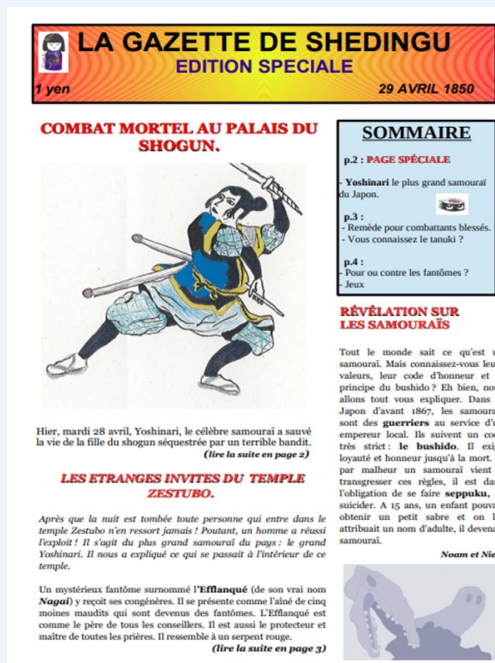 LA GAZETTE DE SHEDINGU
EDITION SPECIALE
1 yen
29 AVRIL 1850
COMBAT MORTEL AU PALAIS DU
SHOGUN.
Hier, mardi 28 avril, Yoshinari, le célèbre samouraï a sauvé
la vie de la fille du shogun séquestrée par un terrible bandit.
(lire la suite en page 2)
LES ETRANGES INVITES DU TEMPLE
ZESTUBO.
Après que la nuit est tombée toute personne qui entre dans le
temple Zestubo n'en ressort jamais ! Poutant, un homme a réussi
l'exploit ! Il s'agit du plus grand samouraï du pays : le grand
Yoshinari. Il nous a expliqué ce qui se passait à l'intérieur de ce
temple.
Un mystérieux fantôme surnommé l'Efflanqué (de son vrai nom
Nagai) y reçoit ses congénères. Il se présente comme l'aîné de cinq
moines maudits qui sont devenus des fantômes. L'Efflanqué est
comme le père de tous les conseillers. Il est aussi le protecteur et
maître de toutes les prières. Il ressemble à un serpent rouge.
(lire la suite en page 3)
SOMMAIRE
p.2 : PAGE SPÉCIALE
- Yoshinari le plus grand samouraï
du Japon.
p.3 :
- Remède pour combattants blessés.
- Vous connaissez le tanuki ?
p.4 :
- Pour ou contre les fantômes ?
- Jeux
RÉVÉLATION SUR
LES SAMOURAÏS
Tout le monde sait ce qu'est u
samouraï. Mais connaissez-vous leu
valeurs, leur code d'honneur et
principe du bushido ? Eh bien, no
allons tout vous expliquer. Dans
Japon d'avant 1867, les samoura
sont des guerriers au service d'u
empereur local. Ils suivent un co
très strict : le bushido. Il exi
loyauté et honneur jusqu'à la mort.
par malheur un samouraï vient
transgresser ces règles, il est da
l'obligation de se faire seppuku,
suicider. A 15 ans, un enfant pouva
obtenir un petit sabre et on l
attribuait un nom d'adulte, il devena
samouraï.
Noam et Nie